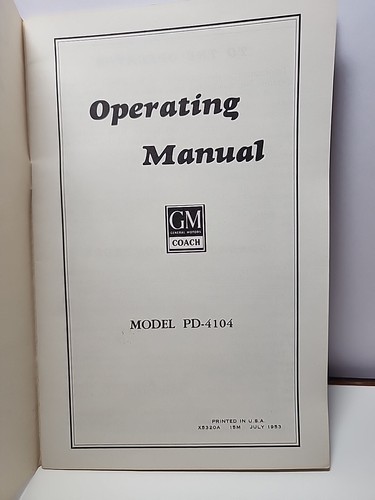 Operating
Manual
GM
GENERAL MOTORS
COACH
MODEL PD-4104
PRINTED IN U.S.A
X5320A 15M JULY 1953